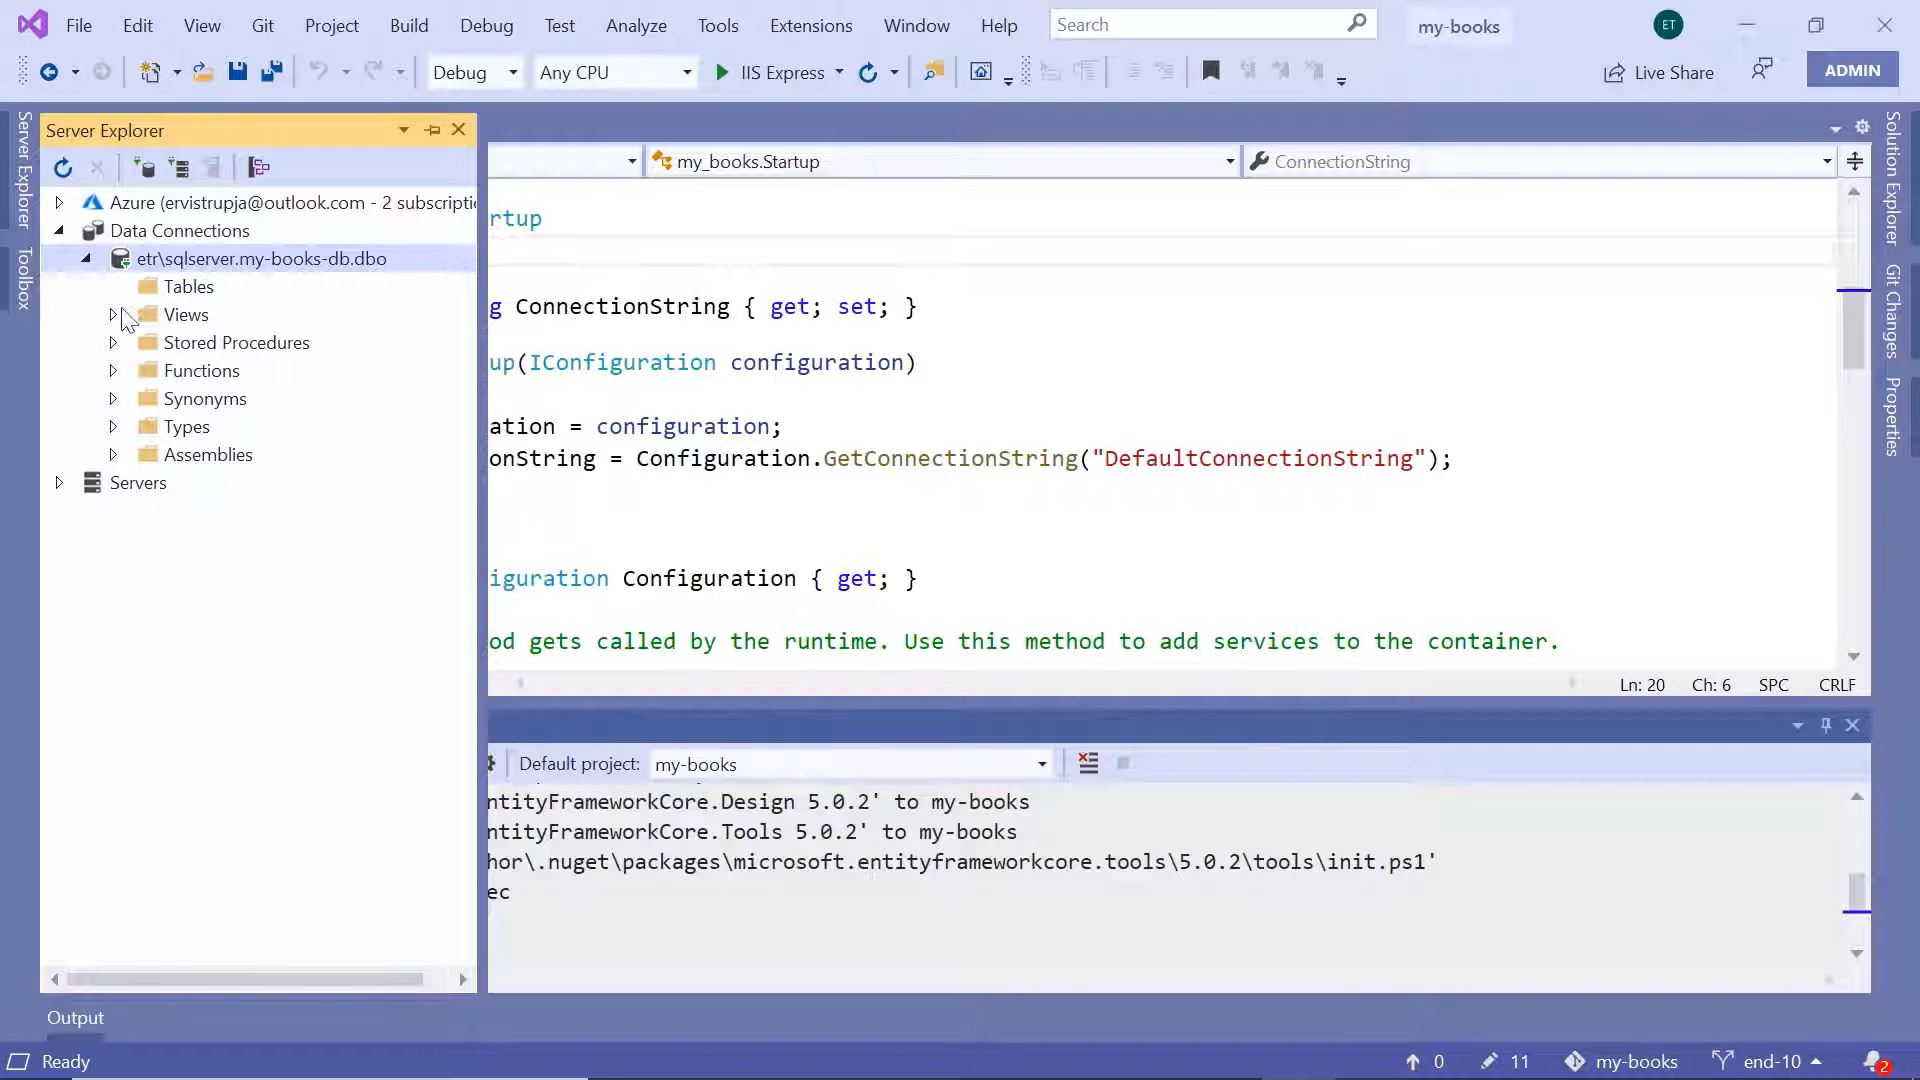 File Edit View Git Project Build Debug Test Analyze Tools Extensions Window Help Search my-books ET
Debug Any CPU IIS Express Live Share ADMIN
Server Explorer
Toolbox
Server Explorer
Azure (ervistrupja@outlook.com - 2 subscripti
Data Connections
etr\sqlserver.my-books-db.dbo
Tables
Views
Stored Procedures
Functions
Synonyms
Types
Assemblies
Servers
my_books.Startup ConnectionString
rtup
g ConnectionString { get; set; }
up(IConfiguration configuration)
ation = configuration;
onString = Configuration.GetConnectionString("DefaultConnectionString");
iguration Configuration { get; }
od gets called by the runtime. Use this method to add services to the container.
Ln: 20 Ch: 6 SPC CRLF
Default project: my-books
ntityFrameworkCore.Design 5.0.2' to my-books
ntityFrameworkCore.Tools 5.0.2' to my-books
hor\.nuget\packages\microsoft.entityframeworkcore.tools\5.0.2\tools\init.ps1'
ec
Solution Explorer
Git Changes
Properties
Output
Ready 0 11 my-books end-10 2